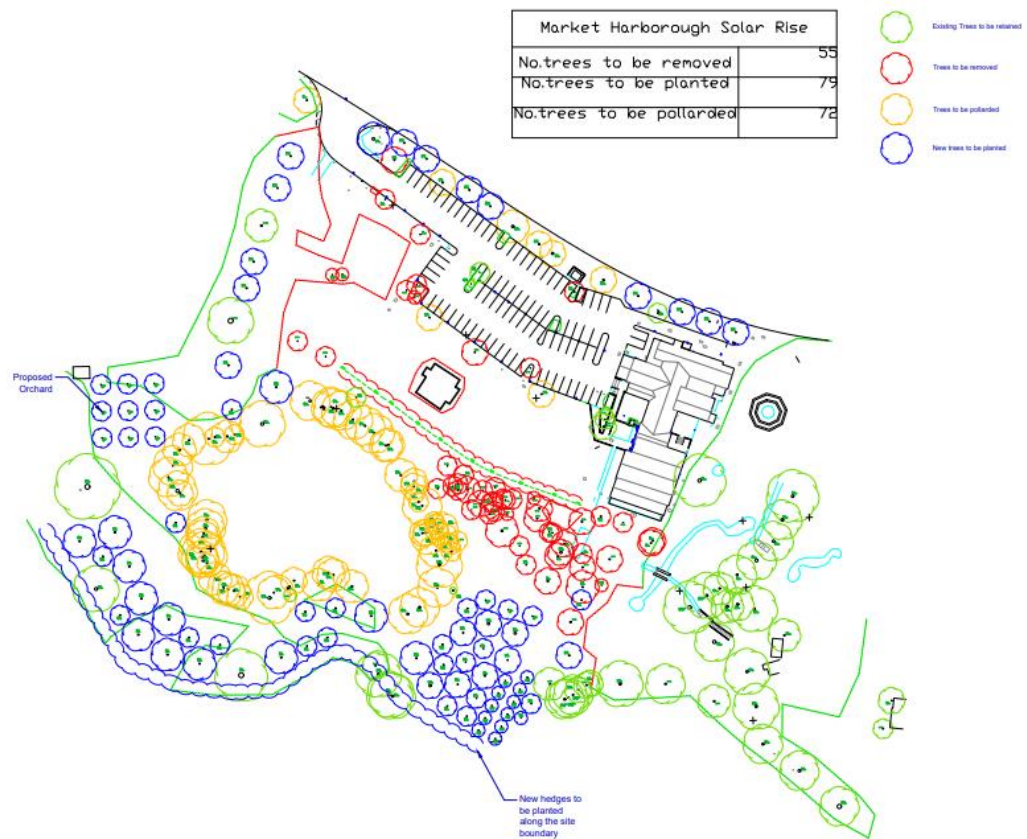 Market Harborough Solar Rise
No.trees to be removed 55
No.trees to be planted 79
No.trees to be pollarded 72
Existing Trees to be retained
Trees to be removed
Trees to be pollarded
New trees to be planted
Proposed
Orchard
New hedges to
be planted
along the site
boundary